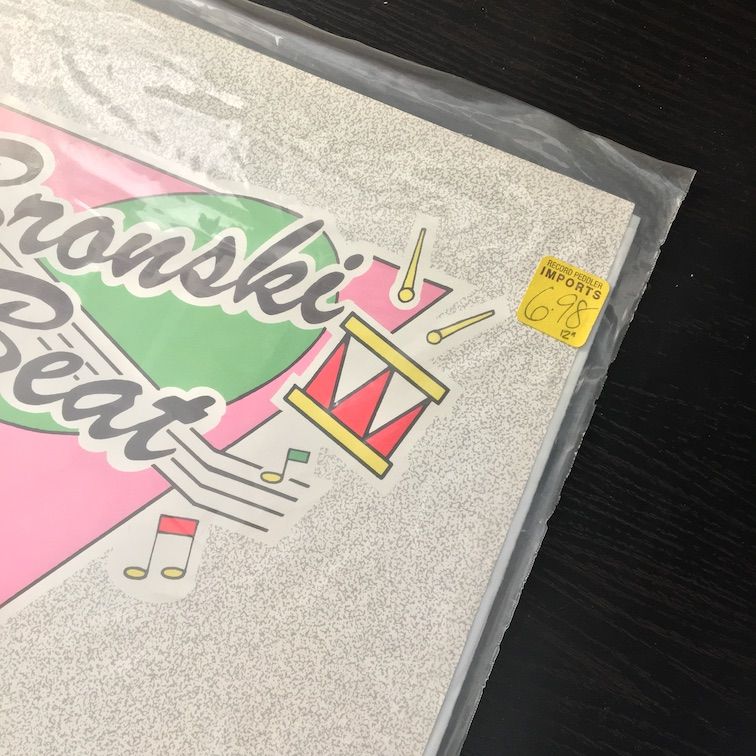 Bronski
Beat
RECORD PEDDLER
IMPORTS
6.98
12"